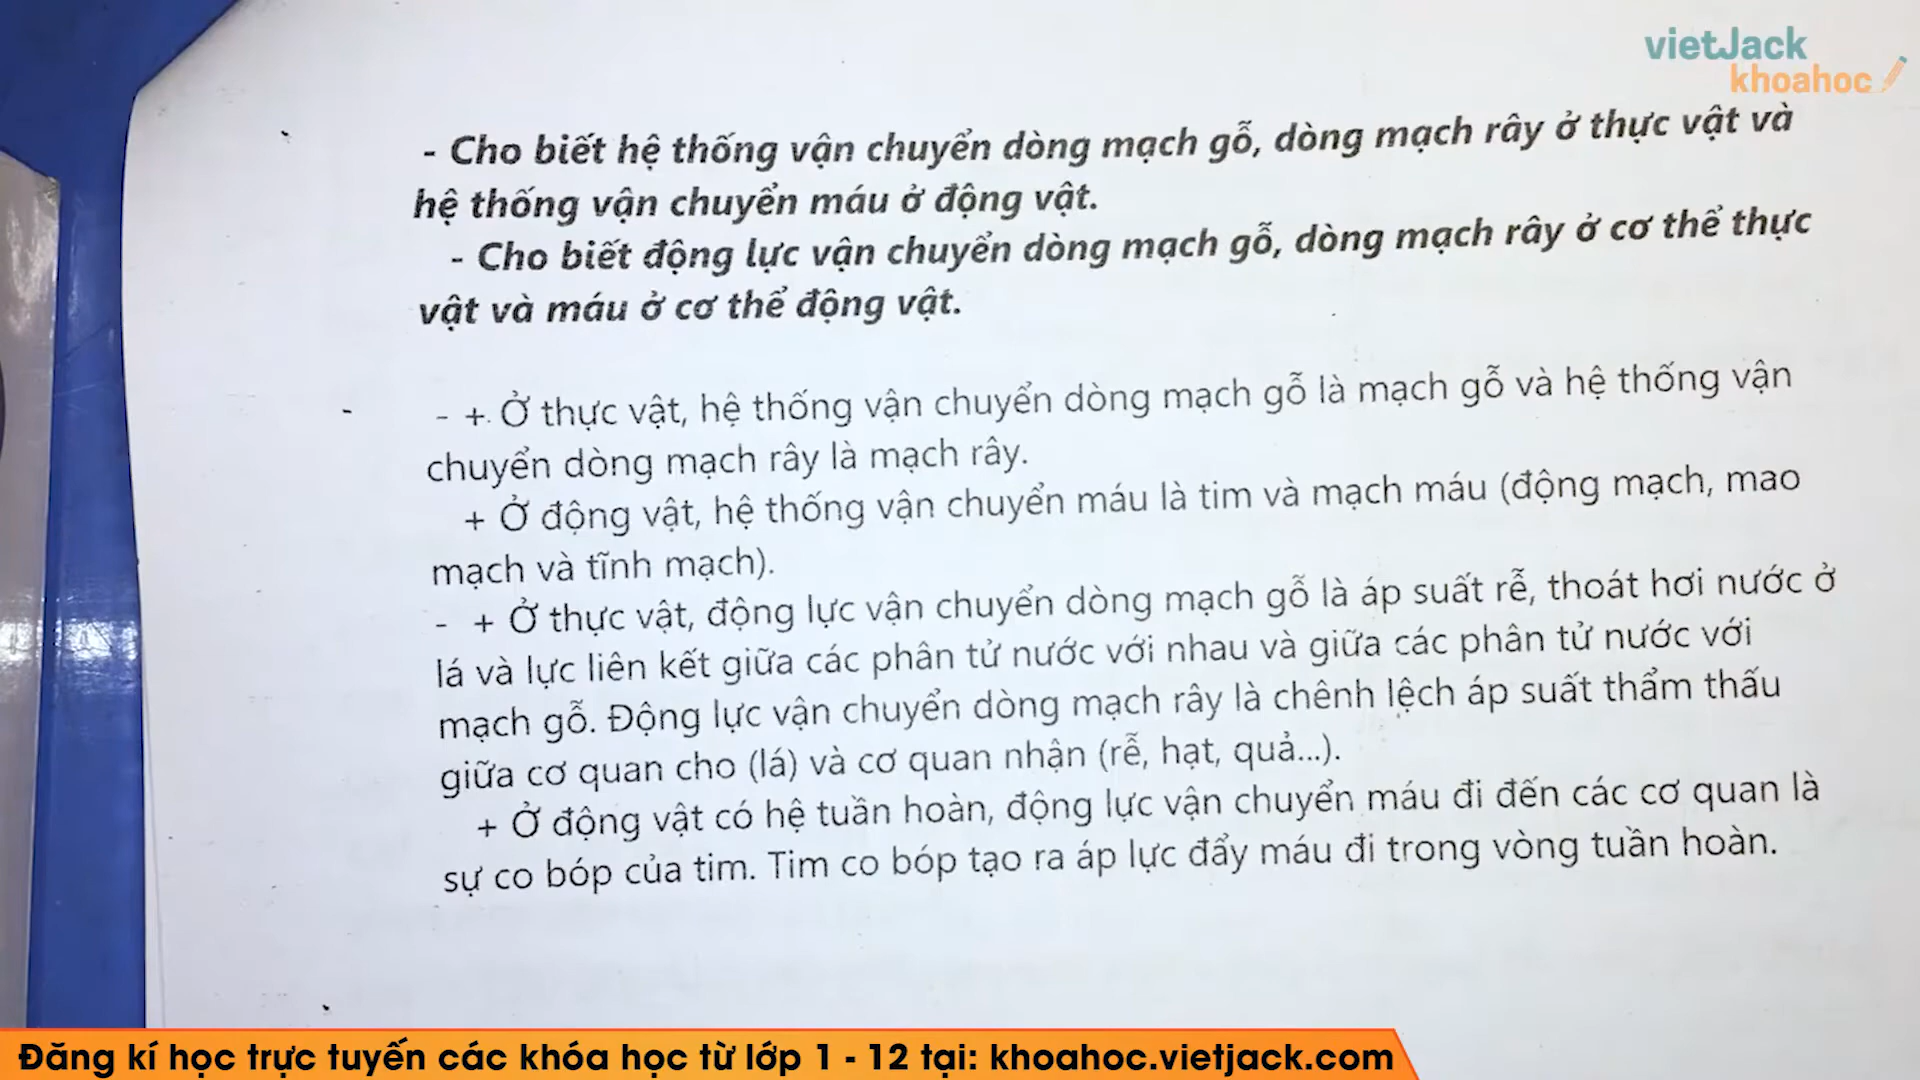 vietJack
khoahoc
- Cho biết hệ thống vận chuyển dòng mạch gỗ, dòng mạch rây ở thực vật và
hệ thống vận chuyển máu ở động vật.
- Cho biết động lực vận chuyển dòng mạch gỗ, dòng mạch rây ở cơ thể thực
vật và máu ở cơ thể động vật.
- + Ở thực vật, hệ thống vận chuyển dòng mạch gỗ là mạch gỗ và hệ thống vận
chuyển dòng mạch rây là mạch rây.
+ Ở động vật, hệ thống vận chuyển máu là tim và mạch máu (động mạch, mao
mạch và tĩnh mạch).
- + Ở thực vật, động lực vận chuyển dòng mạch gỗ là áp suất rễ, thoát hơi nước ở
lá và lực liên kết giữa các phân tử nước với nhau và giữa các phân tử nước với
mạch gỗ. Động lực vận chuyển dòng mạch rây là chênh lệch áp suất thẩm thấu
giữa cơ quan cho (lá) và cơ quan nhận (rễ, hạt, quả...).
+ Ở động vật có hệ tuần hoàn, động lực vận chuyển máu đi đến các cơ quan là
sự co bóp của tim. Tim co bóp tạo ra áp lực đẩy máu đi trong vòng tuần hoàn.
Đăng kí học trực tuyến các khóa học từ lớp 1 - 12 tại: khoahoc.vietjack.com